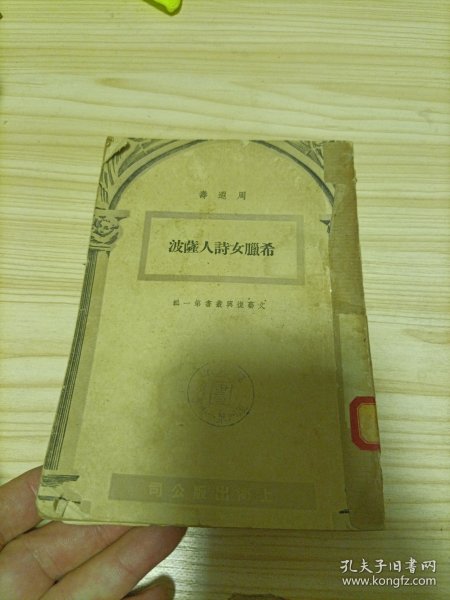 周遐壽
希臘女詩人薩波
文藝復興叢書第一輯
上海出版公司
孔夫子旧书网
www.kongfz.com